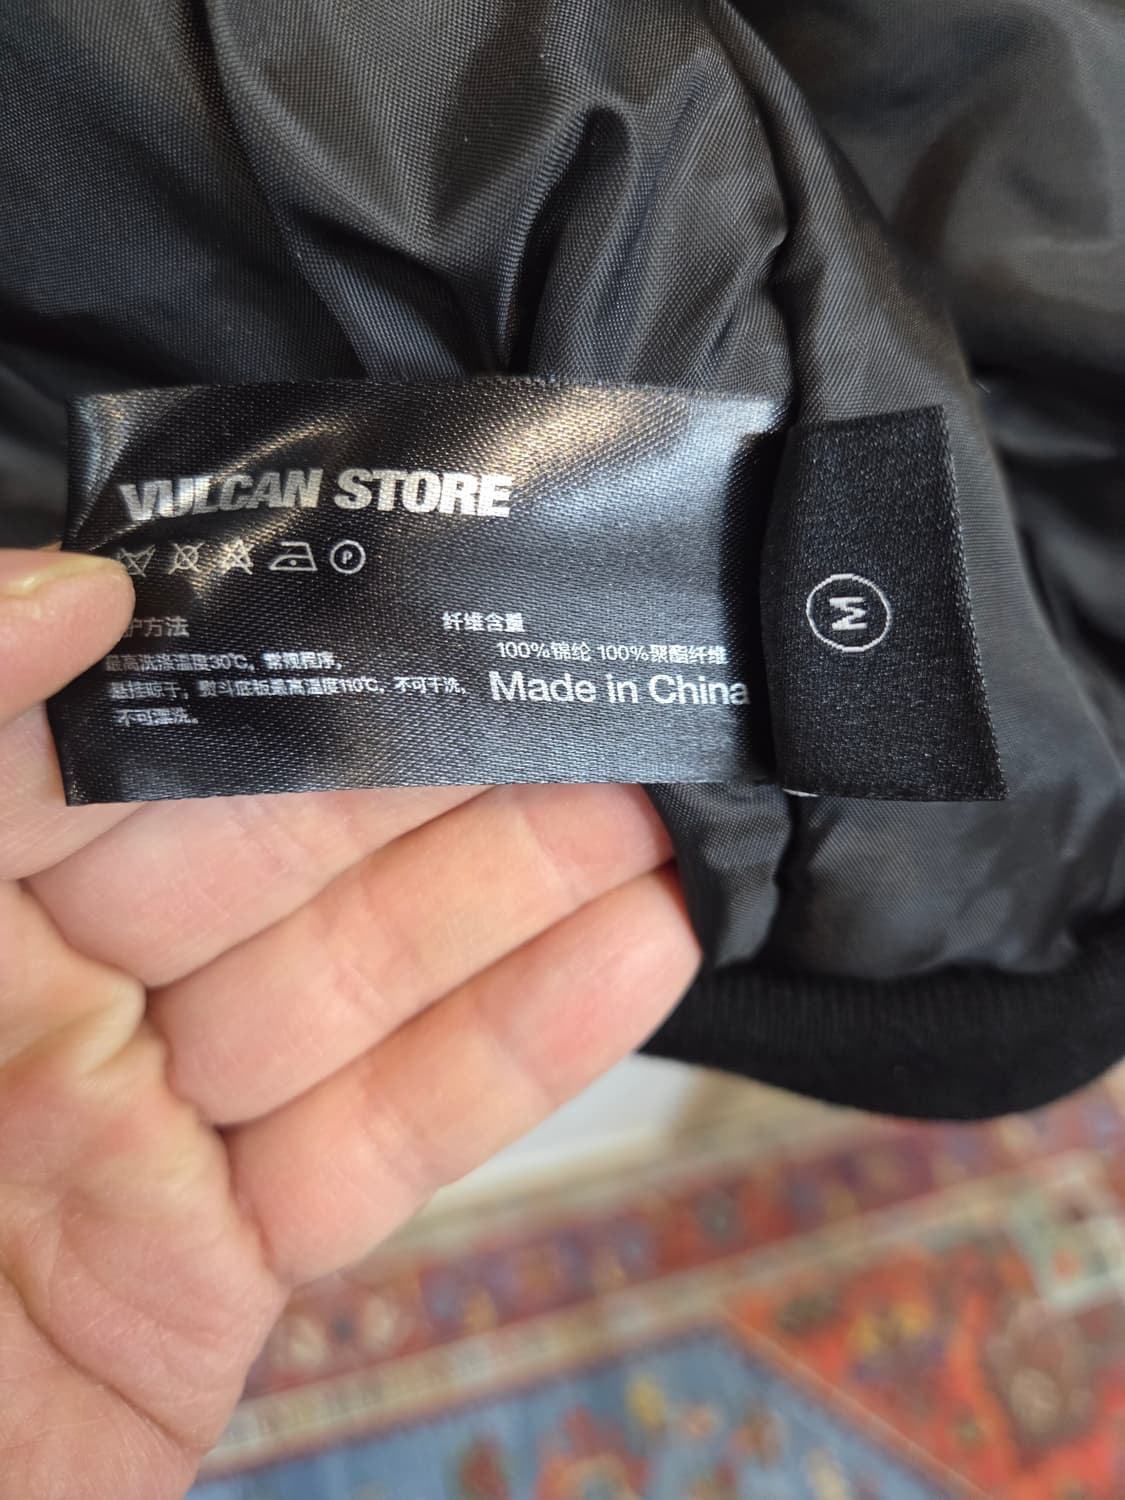 VULCAN STORE
护方法
最高洗涤温度30℃，常规程序，
悬挂晾干，熨斗底板最高温度110℃，不可干洗，
不可漂洗。
纤维含量
100%锦纶 100%聚酯纤维
Made in China
M